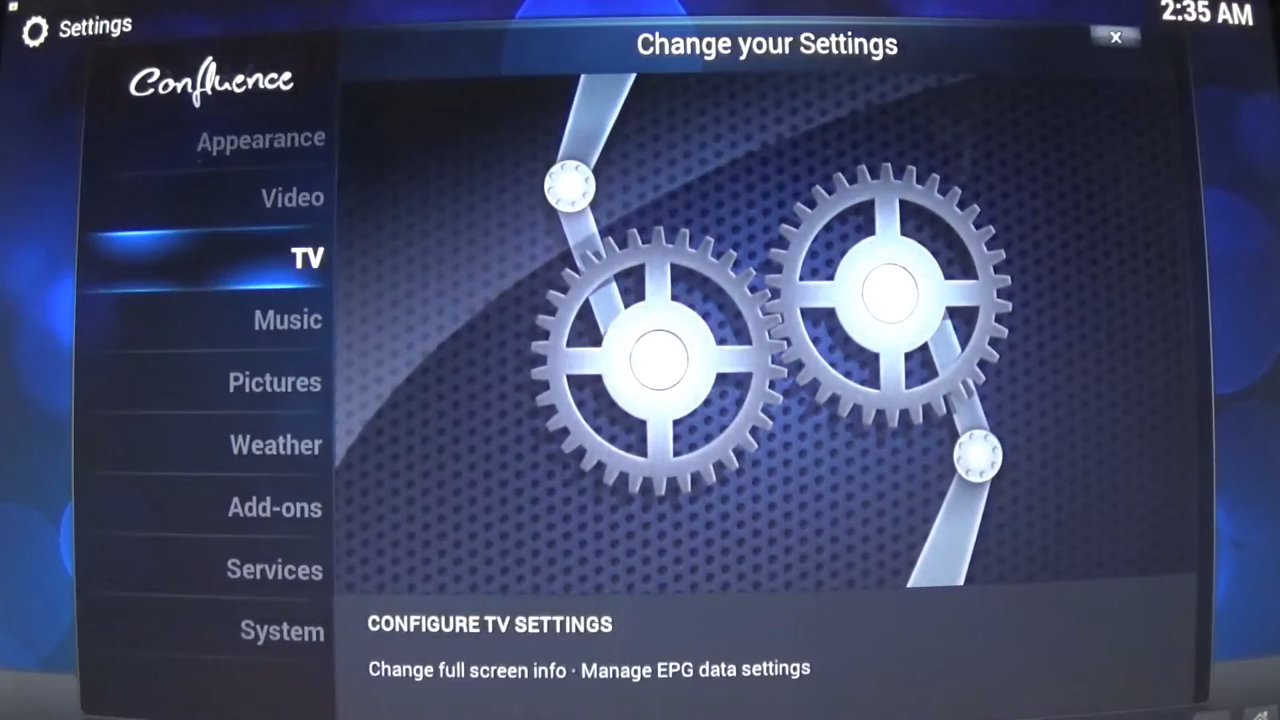 Settings
2:35 AM
Change your Settings
x
Confluence
Appearance
Video
TV
Music
Pictures
Weather
Add-ons
Services
System
CONFIGURE TV SETTINGS
Change full screen info · Manage EPG data settings